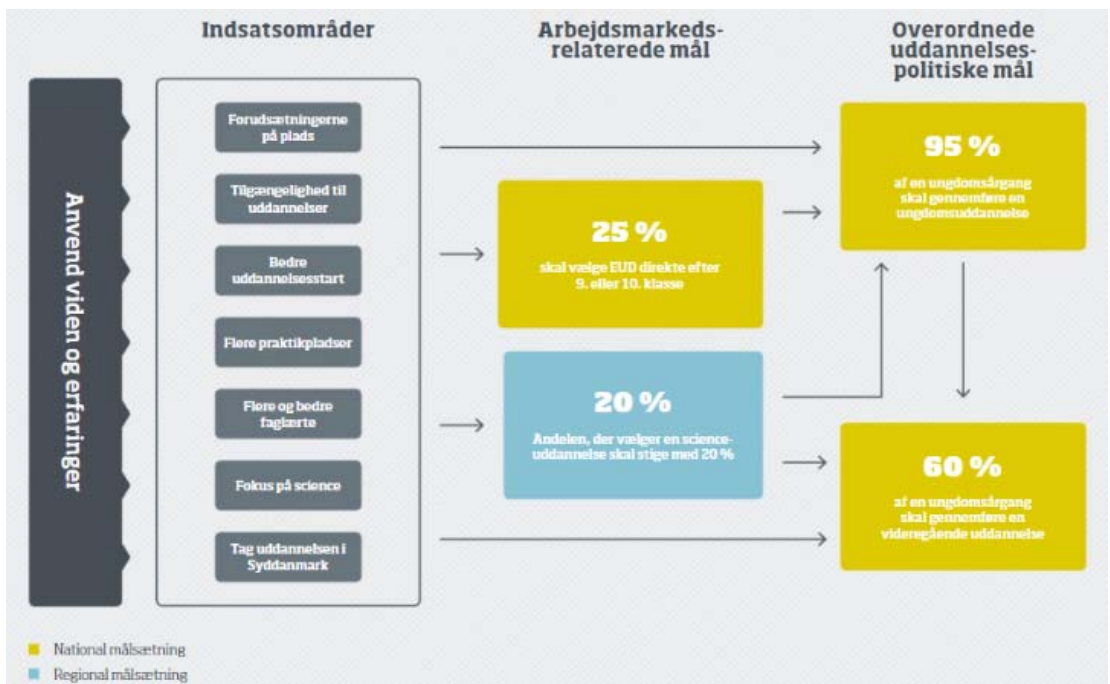 Indsatsområder
Arbejdsmarkeds-
relaterede mål
Overordnede
uddannelses-
politiske mål
Anvend viden og erfaringer
Forudsætningerne
på plads
Tilgængelighed til
uddannelser
Bedre
uddannelsesstart
Flere praktikpladser
Flere og bedre
faglærte
Fokus på science
Tag uddannelsen i
Syddanmark
25 %
skal vælge EUD direkte efter
9. eller 10. klasse
20 %
Andelen, der vælger en science-
uddannelse skal stige med 20 %
95 %
af en ungdomsårgang
skal gennemføre en
ungdomsuddannelse
60 %
af en ungdomsårgang
skal gennemføre en
videregående uddannelse
National målsætning
Regional målsætning